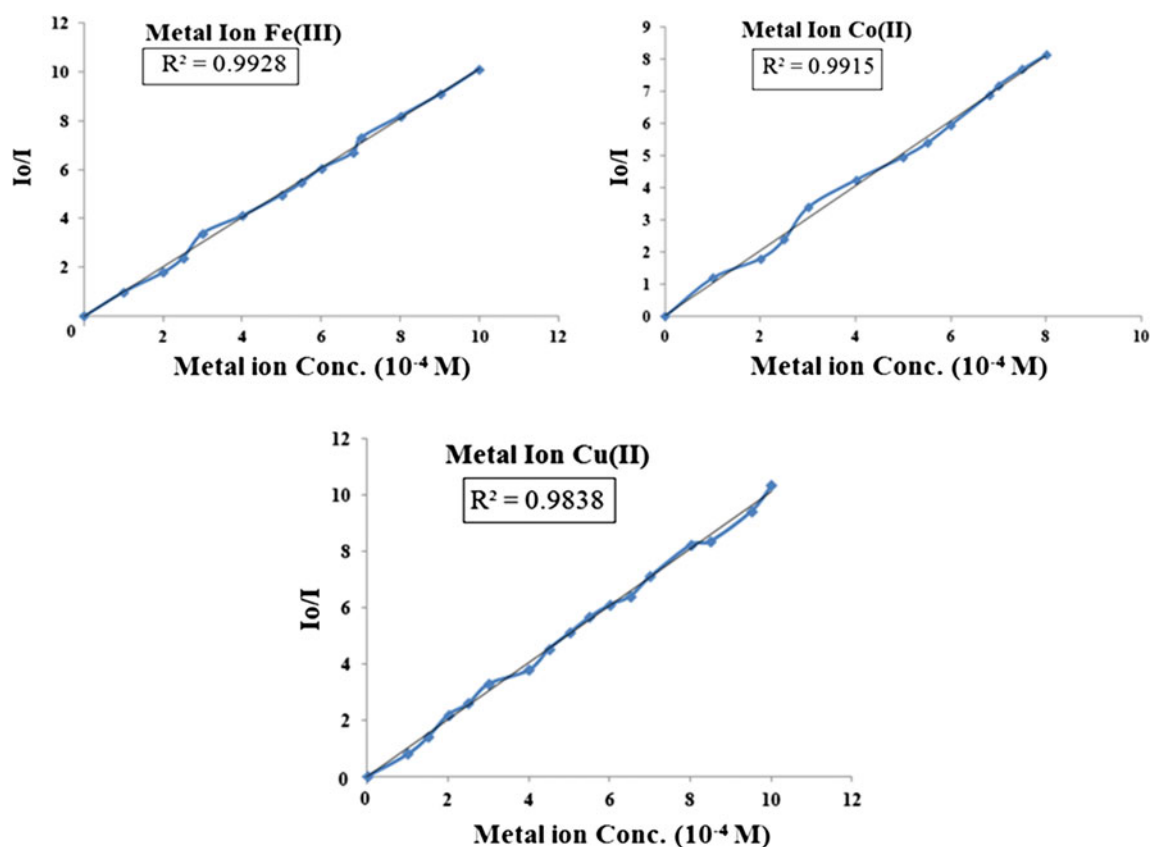 Metal Ion Fe(III)
R² = 0.9928
12
10
8
6
4
2
0
Io/I
2 4 6 8 10 12
Metal ion Conc. (10⁻⁴ M)
Metal Ion Co(II)
R² = 0.9915
9
8
7
6
5
4
3
2
1
0
Io/I
0 2 4 6 8 10
Metal ion Conc. (10⁻⁴ M)
Metal Ion Cu(II)
R² = 0.9838
12
10
8
6
4
2
0
Io/I
0 2 4 6 8 10 12
Metal ion Conc. (10⁻⁴ M)